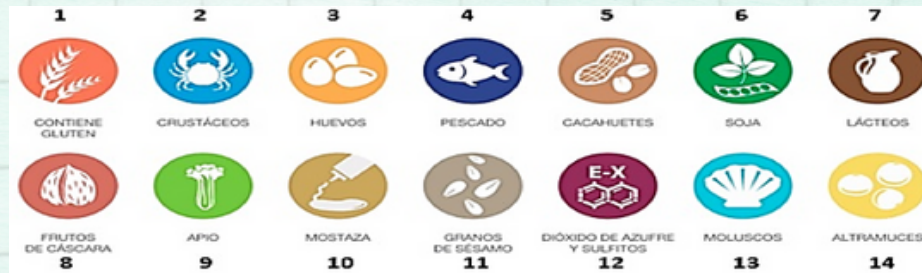 1 2 3 4 5 6 7
CONTIENE GLUTEN CRUSTÁCEOS HUEVOS PESCADO CACAHUETES SOJA LÁCTEOS
E-X
FRUTOS DE CÁSCARA APIO MOSTAZA GRANOS DE SÉSAMO DIÓXIDO DE AZUFRE Y SULFITOS MOLUSCOS ALTRAMUCES
8 9 10 11 12 13 14